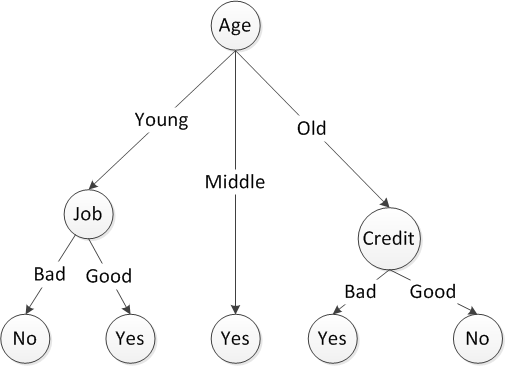 Age
Young
Old
Middle
Job
Credit
Bad
Good
Bad
Good
No
Yes
Yes
Yes
No